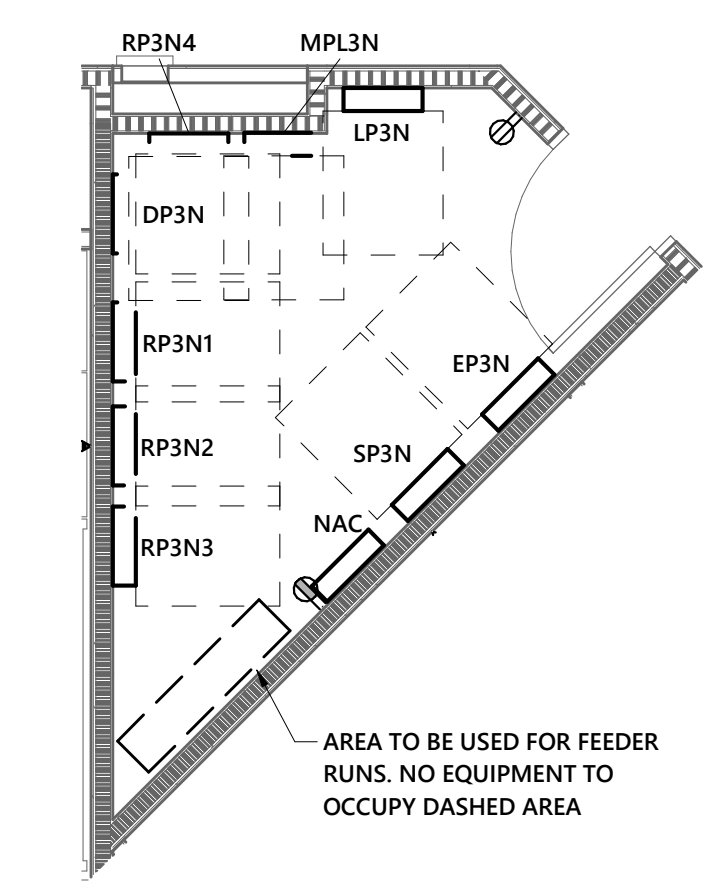 RP3N4
MPL3N
LP3N
DP3N
RP3N1
EP3N
RP3N2
SP3N
NAC
RP3N3
AREA TO BE USED FOR FEEDER
RUNS. NO EQUIPMENT TO
OCCUPY DASHED AREA